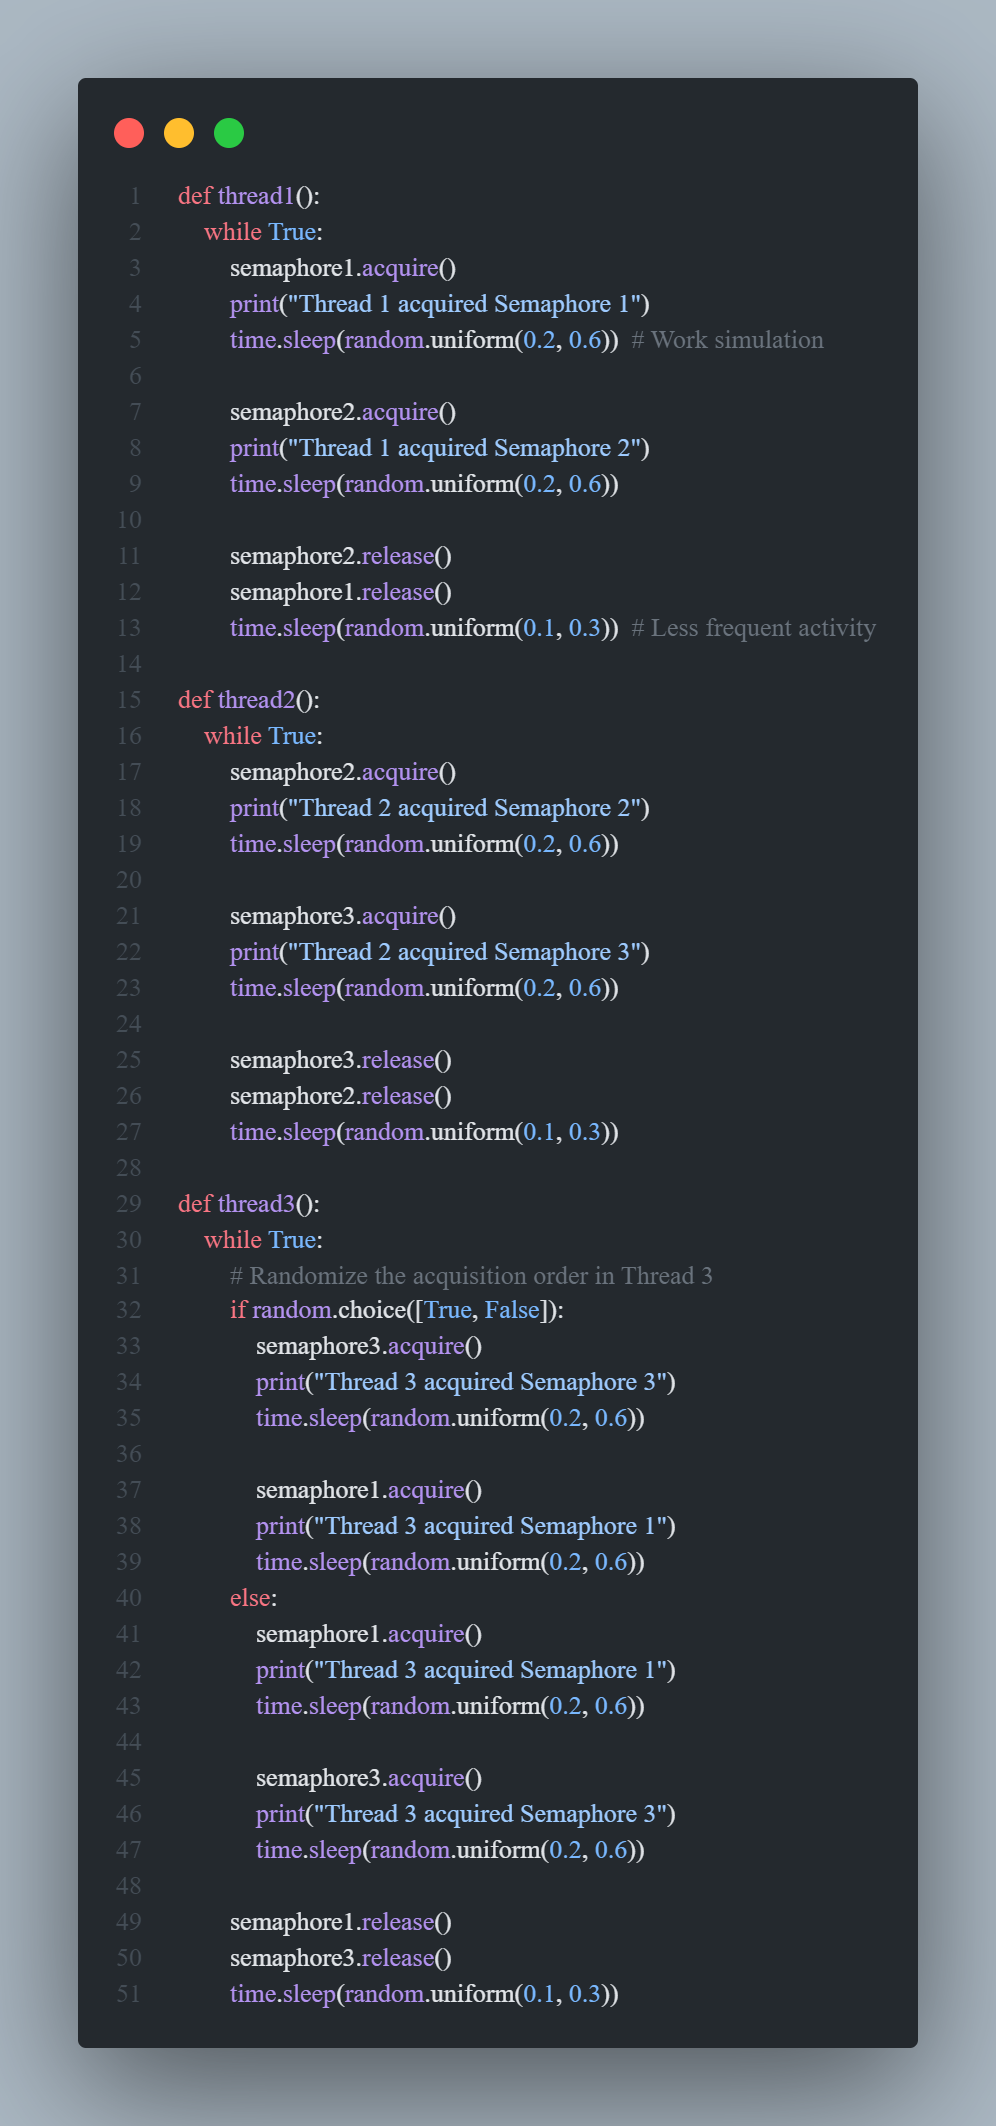 1 def thread1():
2 while True:
3 semaphore1.acquire()
4 print("Thread 1 acquired Semaphore 1")
5 time.sleep(random.uniform(0.2, 0.6)) # Work simulation
6
7 semaphore2.acquire()
8 print("Thread 1 acquired Semaphore 2")
9 time.sleep(random.uniform(0.2, 0.6))
10
11 semaphore2.release()
12 semaphore1.release()
13 time.sleep(random.uniform(0.1, 0.3)) # Less frequent activity
14
15 def thread2():
16 while True:
17 semaphore2.acquire()
18 print("Thread 2 acquired Semaphore 2")
19 time.sleep(random.uniform(0.2, 0.6))
20
21 semaphore3.acquire()
22 print("Thread 2 acquired Semaphore 3")
23 time.sleep(random.uniform(0.2, 0.6))
24
25 semaphore3.release()
26 semaphore2.release()
27 time.sleep(random.uniform(0.1, 0.3))
28
29 def thread3():
30 while True:
31 # Randomize the acquisition order in Thread 3
32 if random.choice([True, False]):
33 semaphore3.acquire()
34 print("Thread 3 acquired Semaphore 3")
35 time.sleep(random.uniform(0.2, 0.6))
36
37 semaphore1.acquire()
38 print("Thread 3 acquired Semaphore 1")
39 time.sleep(random.uniform(0.2, 0.6))
40 else:
41 semaphore1.acquire()
42 print("Thread 3 acquired Semaphore 1")
43 time.sleep(random.uniform(0.2, 0.6))
44
45 semaphore3.acquire()
46 print("Thread 3 acquired Semaphore 3")
47 time.sleep(random.uniform(0.2, 0.6))
48
49 semaphore1.release()
50 semaphore3.release()
51 time.sleep(random.uniform(0.1, 0.3))